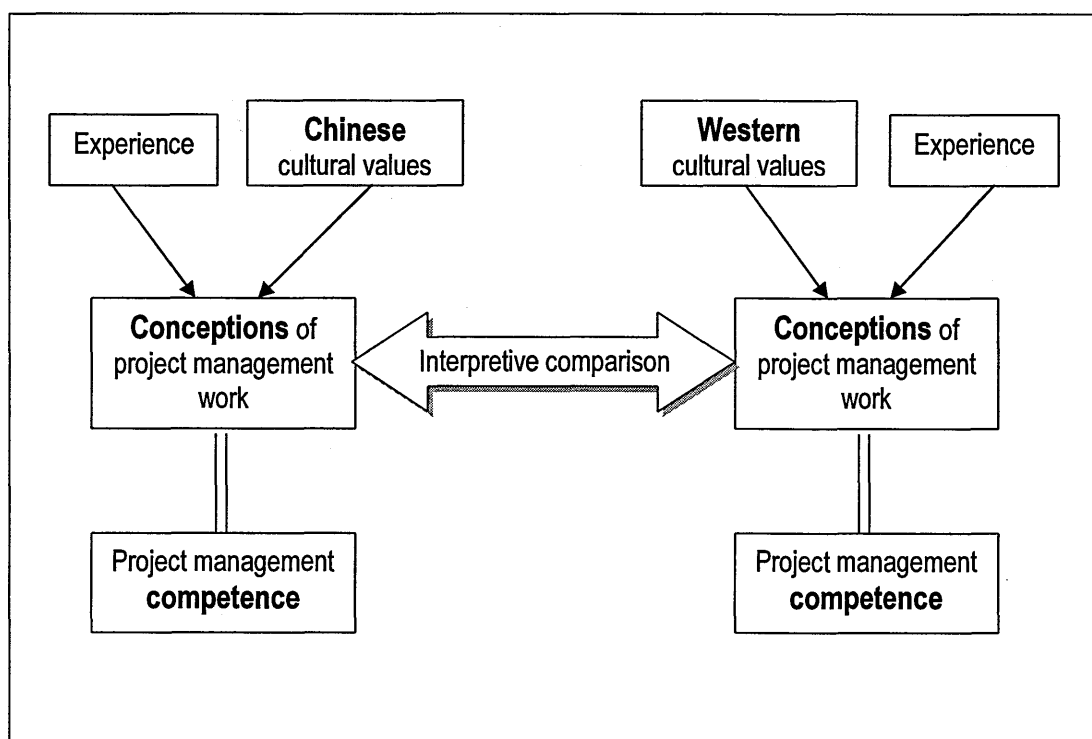 Experience
Chinese
cultural values
Western
cultural values
Experience
Conceptions of
project management
work
Interpretive comparison
Conceptions of
project management
work
Project management
competence
Project management
competence